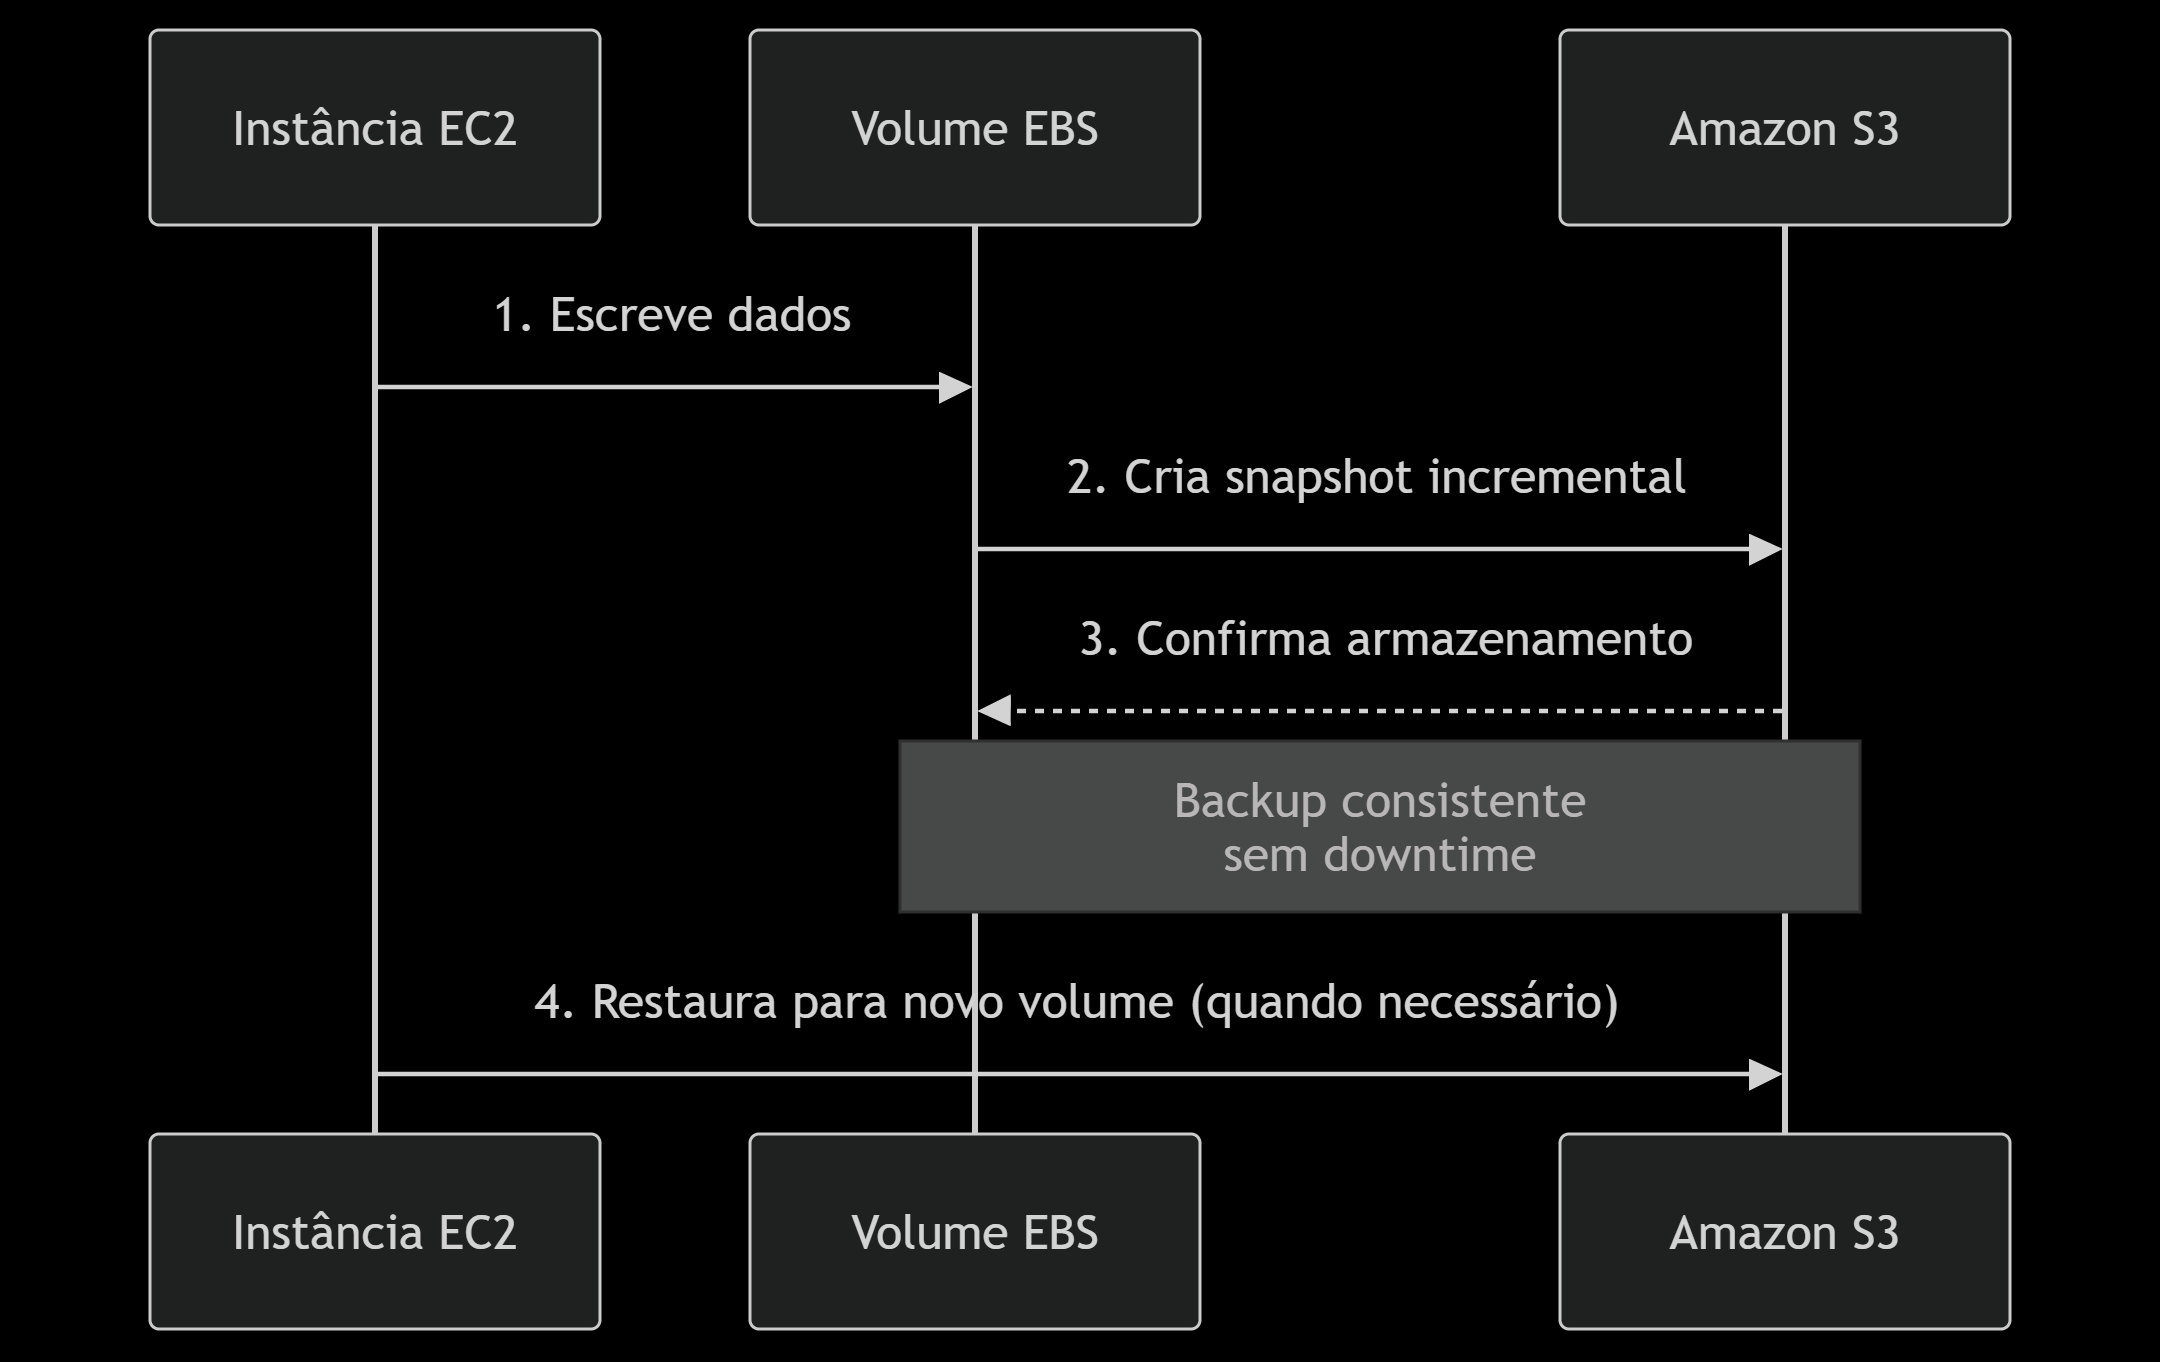 Instância EC2
Volume EBS
Amazon S3
1. Escreve dados
2. Cria snapshot incremental
3. Confirma armazenamento
Backup consistente
sem downtime
4. Restaura para novo volume (quando necessário)
Instância EC2
Volume EBS
Amazon S3